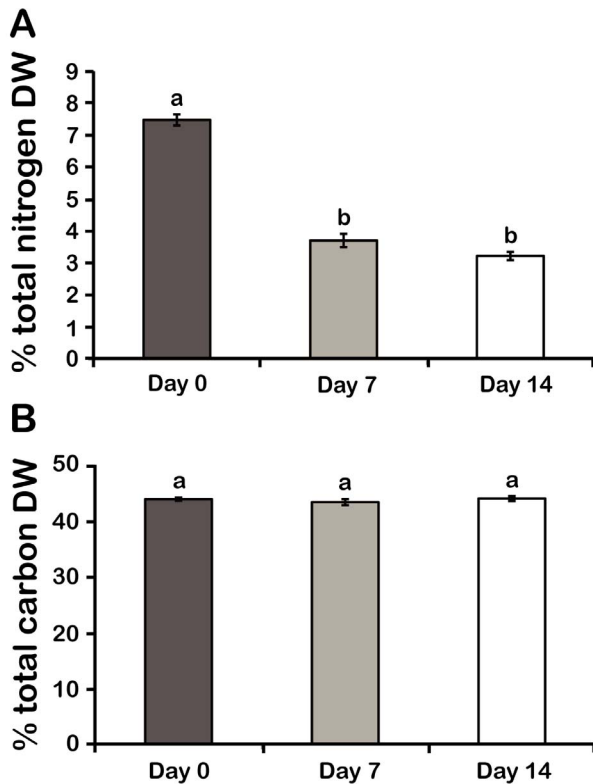 A
% total nitrogen DW
9
8
7
6
5
4
3
2
1
0
a
b
b
Day 0
Day 7
Day 14
B
% total carbon DW
50
40
30
20
10
0
a
a
a
Day 0
Day 7
Day 14